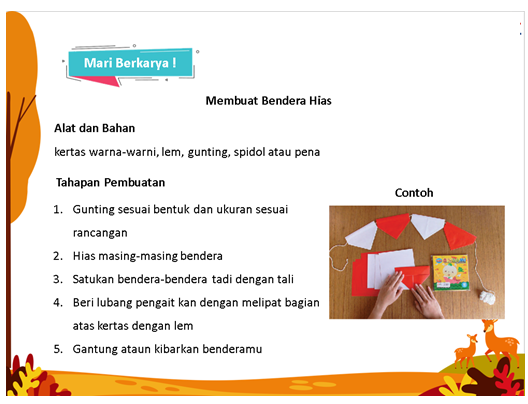 Mari Berkarya !
Membuat Bendera Hias
Alat dan Bahan
kertas warna-warni, lem, gunting, spidol atau pena
Tahapan Pembuatan
1. Gunting sesuai bentuk dan ukuran sesuai
rancangan
2. Hias masing-masing bendera
3. Satukan bendera-bendera tadi dengan tali
4. Beri lubang pengait kan dengan melipat bagian
atas kertas dengan lem
5. Gantung ataun kibarkan benderamu
Contoh